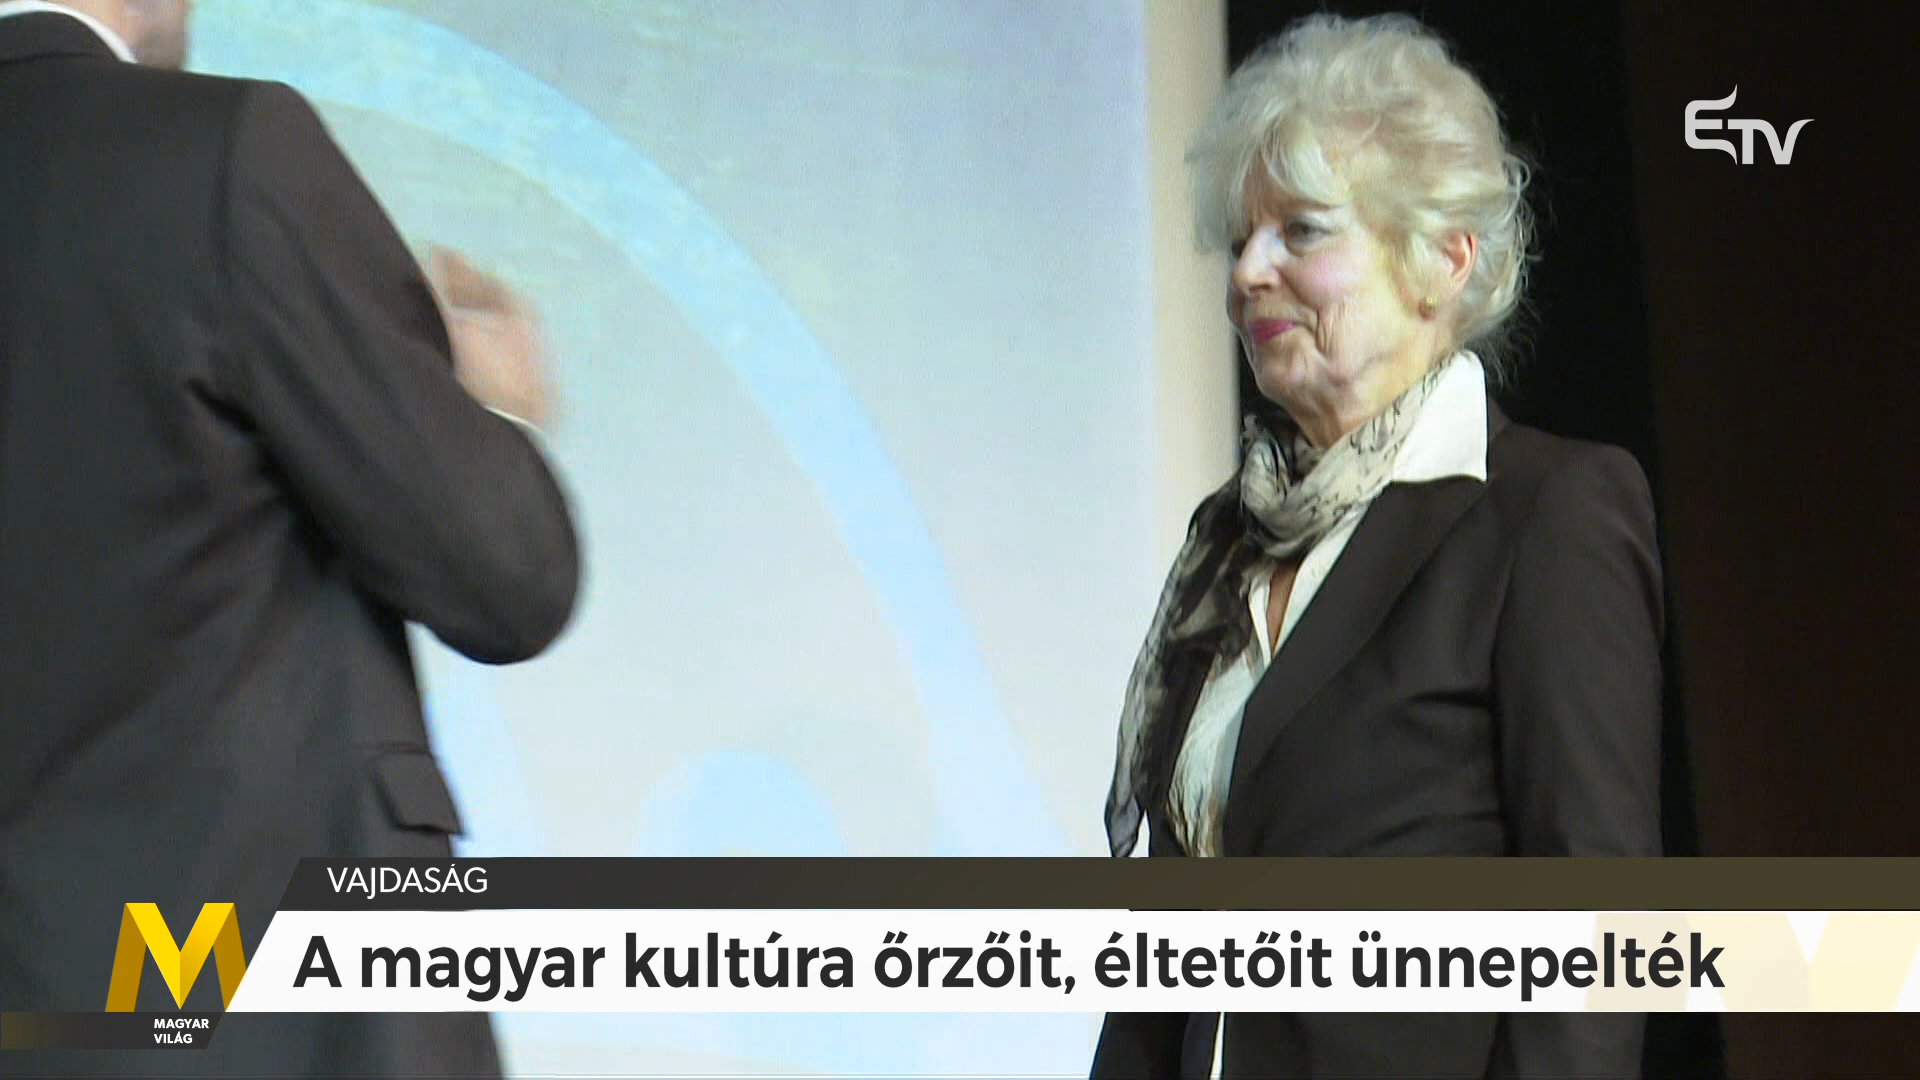 ETV
VAJDASÁG
A magyar kultúra őrzőit, éltetőit ünnepelték
MAGYAR
VILÁG